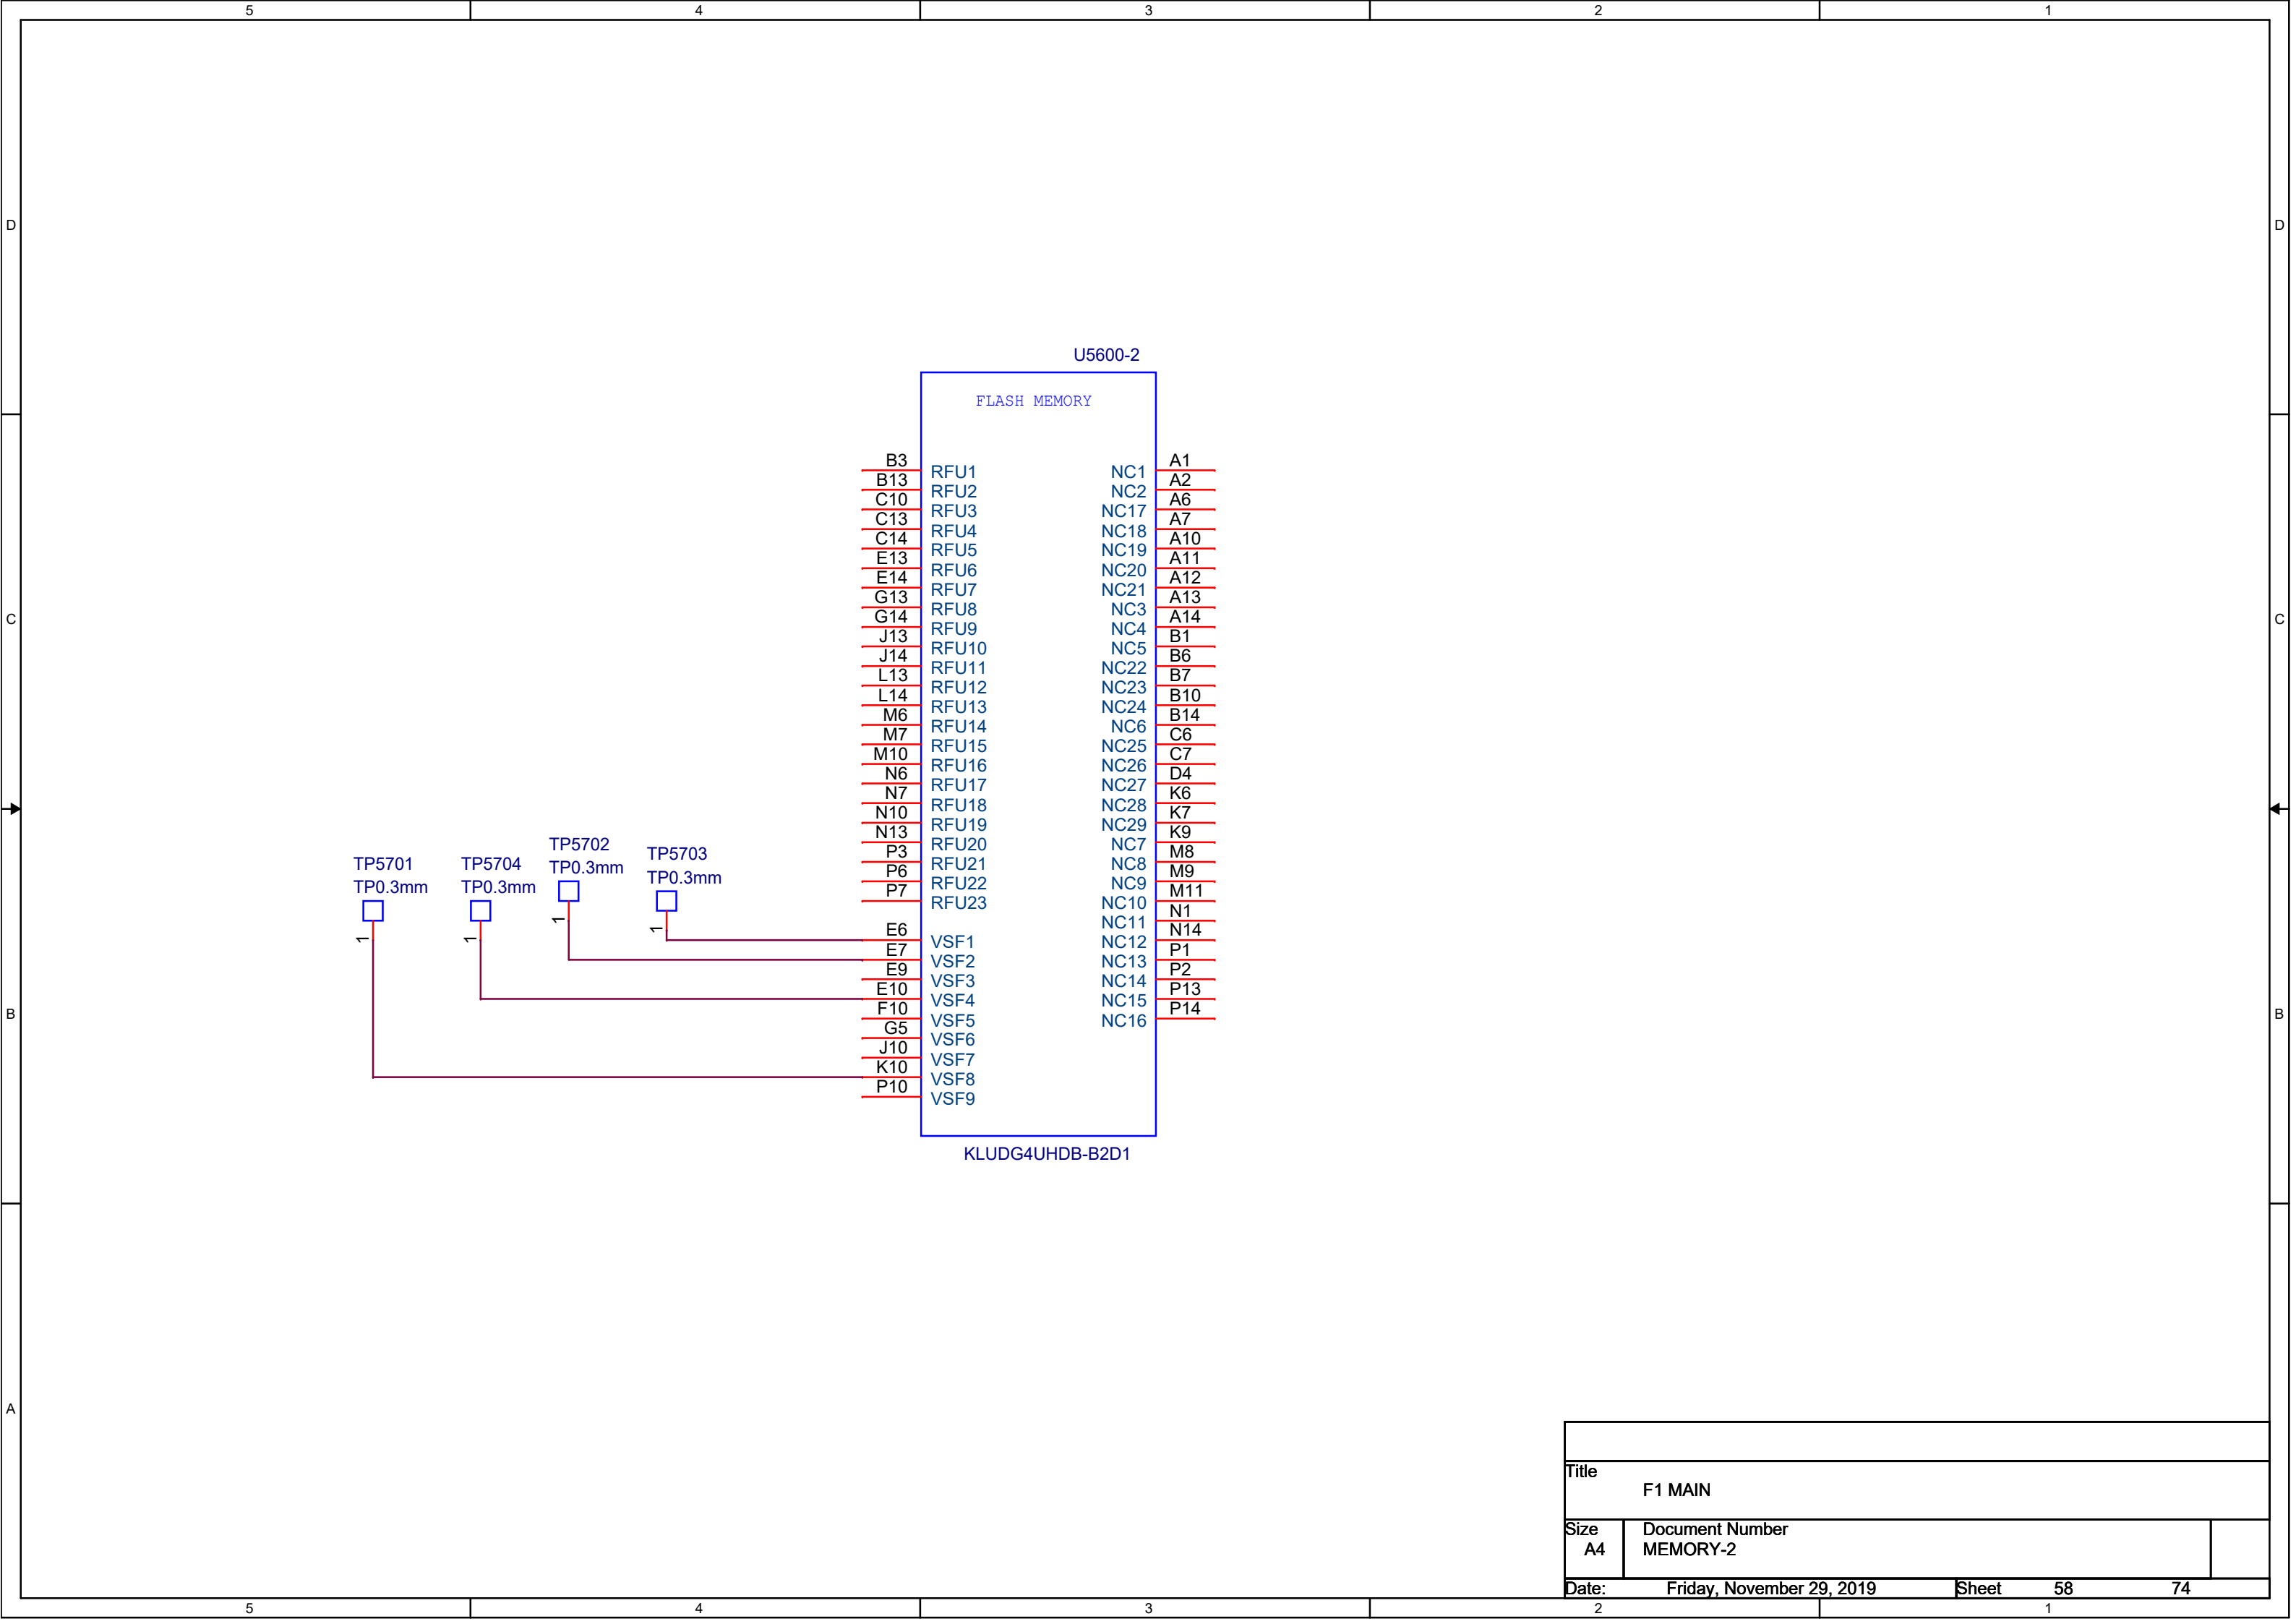 5 4 3 2 1
D D
U5600-2
FLASH MEMORY
B3 RFU1 NC1 A1
B13 RFU2 NC2 A2
C10 RFU3 NC17 A6
C13 RFU4 NC18 A7
C14 RFU5 NC19 A10
E13 RFU6 NC20 A11
E14 RFU7 NC21 A12
G13 RFU8 NC3 A13
C C
G14 RFU9 NC4 A14
J13 RFU10 NC5 B1
J14 RFU11 NC22 B6
L13 RFU12 NC23 B7
L14 RFU13 NC24 B10
M6 RFU14 NC6 B14
M7 RFU15 NC25 C6
M10 RFU16 NC26 C7
N6 RFU17 NC27 D4
N7 RFU18 NC28 K6
N10 RFU19 NC29 K7
N13 RFU20 NC7 K9
P3 RFU21 NC8 M8
P6 RFU22 NC9 M9
P7 RFU23 NC10 M11
NC11 N1
TP5701 TP5704 TP5702 TP5703
TP0.3mm TP0.3mm TP0.3mm TP0.3mm
1 1 1 1
E6 VSF1 NC12 N14
E7 VSF2 NC13 P1
E9 VSF3 NC14 P2
E10 VSF4 NC15 P13
F10 VSF5 NC16 P14
B B
G5 VSF6
J10 VSF7
K10 VSF8
P10 VSF9
KLUDG4UHDB-B2D1
A
Title
F1 MAIN
Size Document Number
A4 MEMORY-2
Date: Friday, November 29, 2019 Sheet 58 74
5 4 3 2 1